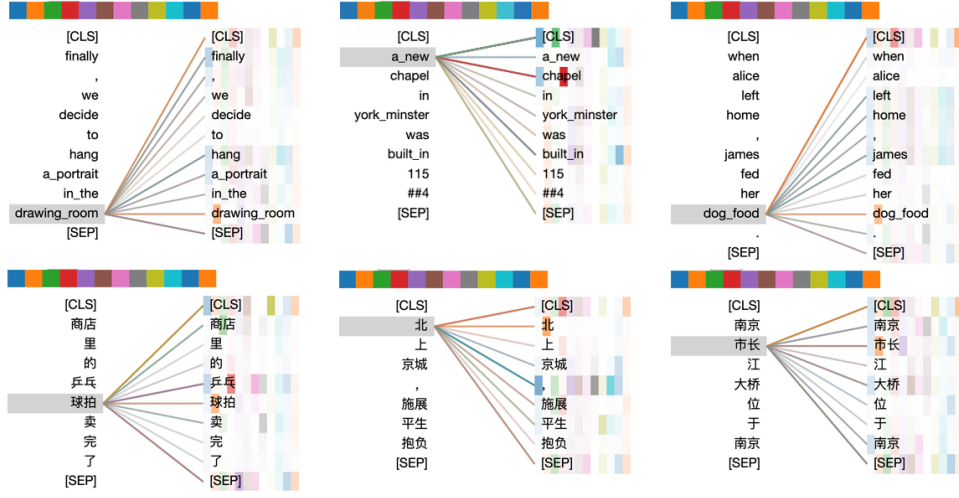 [CLS] [CLS]
finally finally
, ,
we we
decide decide
to to
hang hang
a_portrait a_portrait
in_the in_the
drawing_room drawing_room
[SEP] [SEP]
[CLS] [CLS]
a_new a_new
chapel chapel
in in
york_minster york_minster
was was
built_in built_in
115 115
##4 ##4
[SEP] [SEP]
[CLS] [CLS]
when when
alice alice
left left
home home
, ,
james james
fed fed
her her
dog_food dog_food
. .
[SEP] [SEP]
[CLS] [CLS]
商店 商店
里 里
的 的
乒乓 乒乓
球拍 球拍
卖 卖
完 完
了 了
[SEP] [SEP]
[CLS] [CLS]
北 北
上 上
京城 京城
, ,
施展 施展
平生 平生
抱负 抱负
[SEP] [SEP]
[CLS] [CLS]
南京 南京
市长 市长
江 江
大桥 大桥
位 位
于 于
南京 南京
[SEP] [SEP]